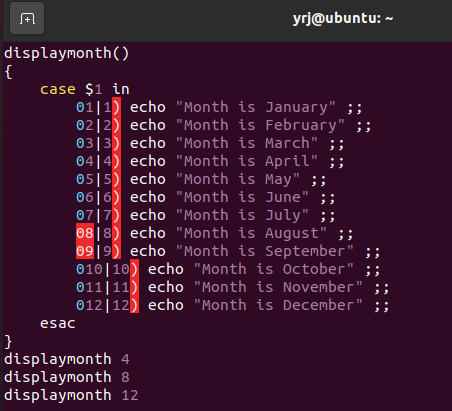 yrj@ubuntu: ~
displaymonth()
{
    case $1 in
        01|1) echo "Month is January" ;;
        02|2) echo "Month is February" ;;
        03|3) echo "Month is March" ;;
        04|4) echo "Month is April" ;;
        05|5) echo "Month is May" ;;
        06|6) echo "Month is June" ;;
        07|7) echo "Month is July" ;;
        08|8) echo "Month is August" ;;
        09|9) echo "Month is September" ;;
        010|10) echo "Month is October" ;;
        011|11) echo "Month is November" ;;
        012|12) echo "Month is December" ;;
    esac
}
displaymonth 4
displaymonth 8
displaymonth 12